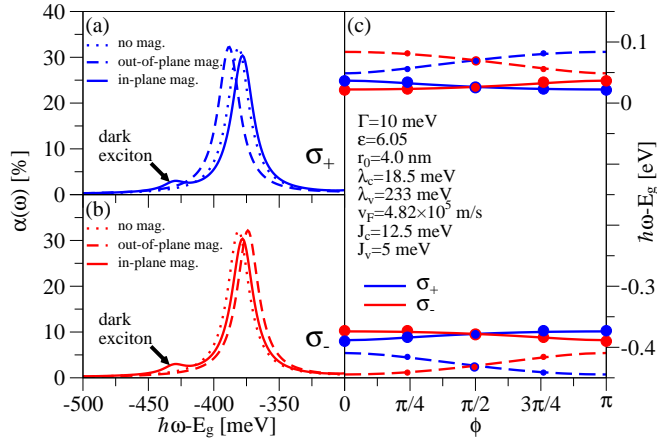 (a)
no mag.
out-of-plane mag.
in-plane mag.
dark
exciton
σ+
40
30
20
10
0
α(ω) [%]
(b)
no mag.
out-of-plane mag.
in-plane mag.
dark
exciton
σ-
30
20
10
0
-500 -450 -400 -350
ħω-Eg [meV]
(c)
Γ=10 meV
ε=6.05
r0=4.0 nm
λc=18.5 meV
λv=233 meV
vF=4.82×10⁵ m/s
Jc=12.5 meV
Jv=5 meV
σ+
σ-
0.1
0
-0.3
-0.4
ħω-Eg [eV]
0 π/4 π/2 3π/4 π
ϕ